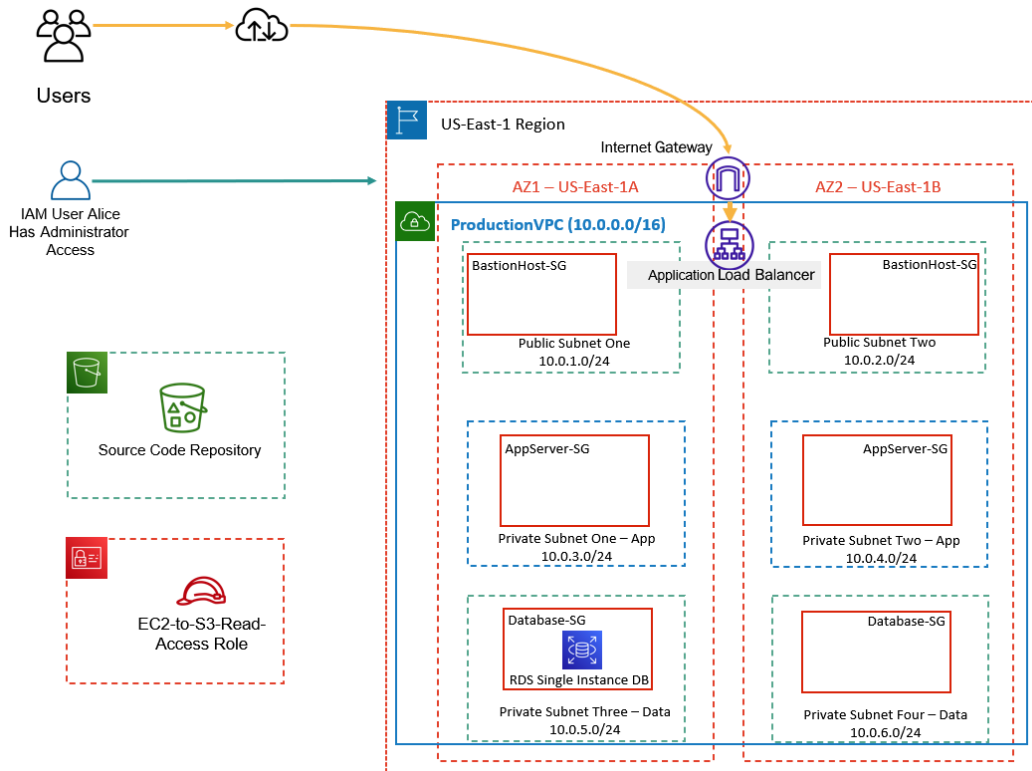 Users
US-East-1 Region
Internet Gateway
AZ1 – US-East-1A
AZ2 – US-East-1B
IAM User Alice
Has Administrator
Access
ProductionVPC (10.0.0.0/16)
BastionHost-SG
Application Load Balancer
BastionHost-SG
Public Subnet One
10.0.1.0/24
Public Subnet Two
10.0.2.0/24
Source Code Repository
AppServer-SG
AppServer-SG
Private Subnet One – App
10.0.3.0/24
Private Subnet Two – App
10.0.4.0/24
EC2-to-S3-Read-
Access Role
Database-SG
RDS Single Instance DB
Database-SG
Private Subnet Three – Data
10.0.5.0/24
Private Subnet Four – Data
10.0.6.0/24